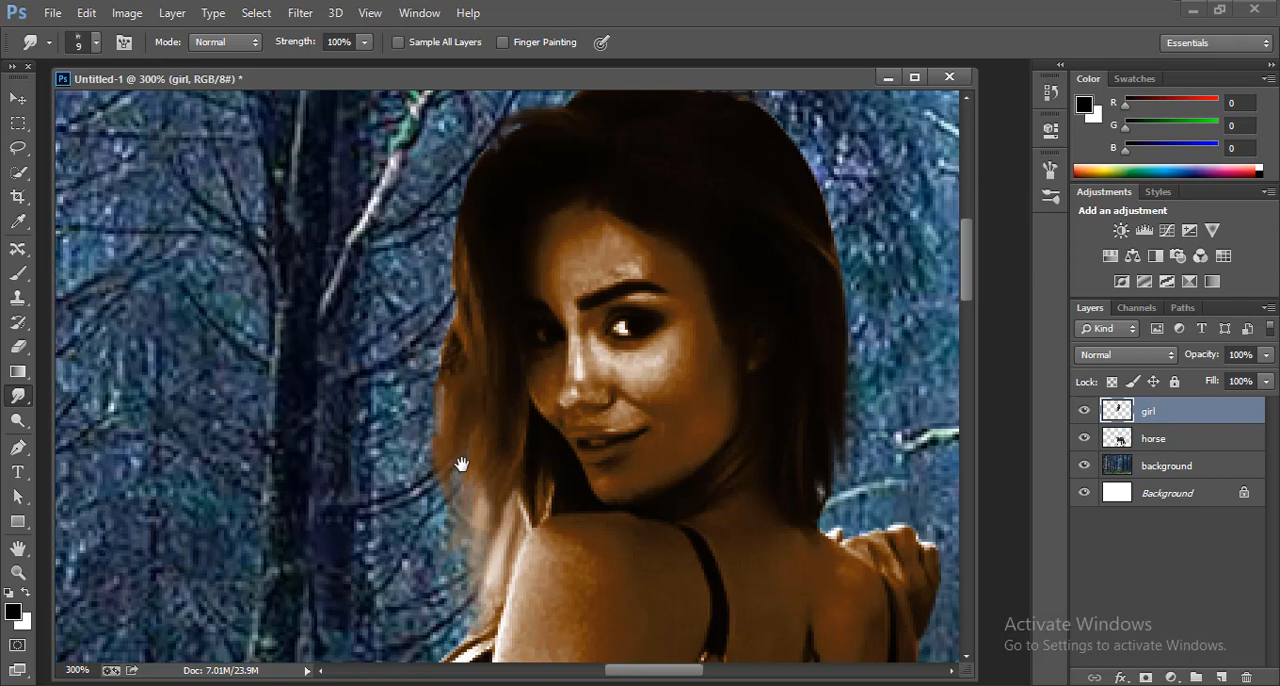 Ps File Edit Image Layer Type Select Filter 3D View Window Help
9 Mode: Normal Strength: 100% Sample All Layers Finger Painting Essentials
Ps Untitled-1 @ 300% (girl, RGB/8#) *
Color Swatches
R 0
G 0
B 0
Adjustments Styles
Add an adjustment
Layers Channels Paths
Kind T
Normal Opacity: 100%
Lock: Fill: 100%
girl
horse
background
Background
Activate Windows
Go to Settings to activate Windows.
300% Doc: 7.01M/23.9M
fx